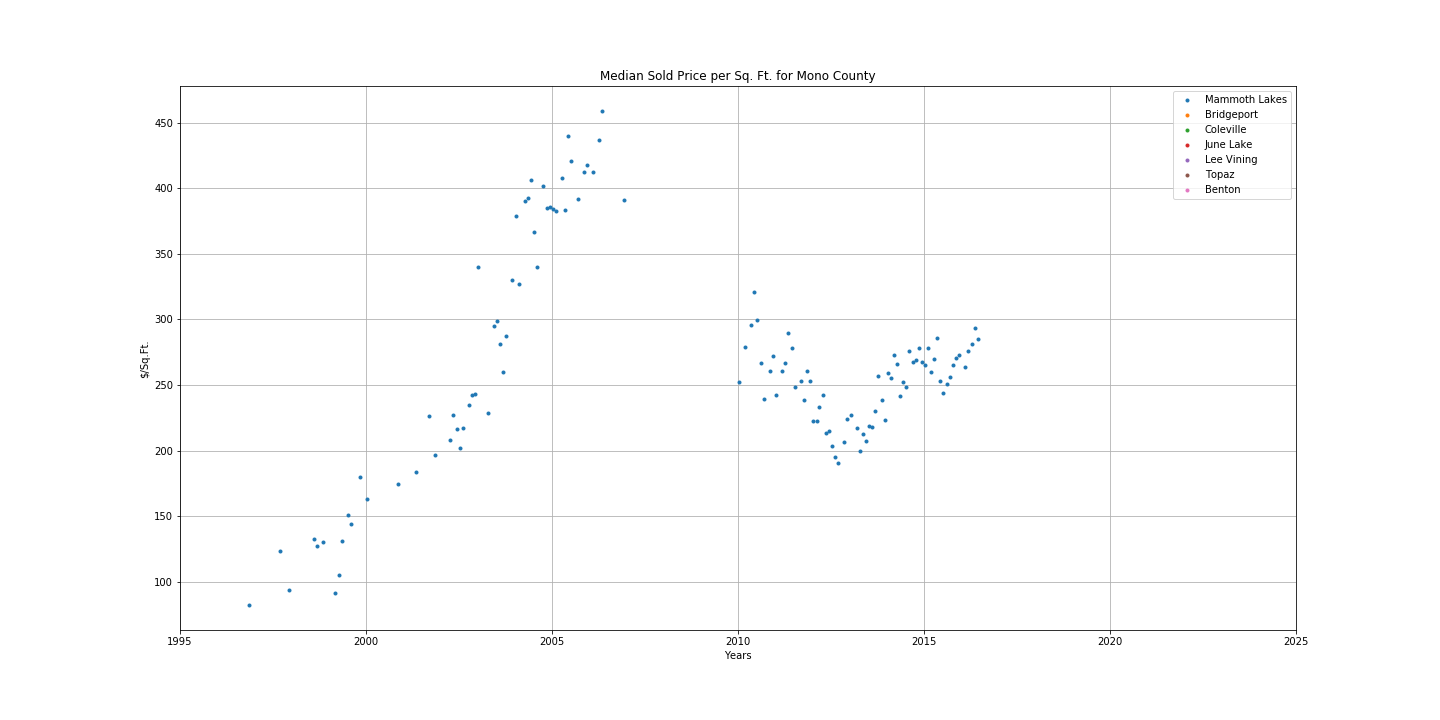 Median Sold Price per Sq. Ft. for Mono County
Mammoth Lakes
Bridgeport
Coleville
June Lake
Lee Vining
Topaz
Benton
450
400
350
300
250
200
150
100
$/Sq.Ft.
1995 2000 2005 2010 2015 2020 2025
Years